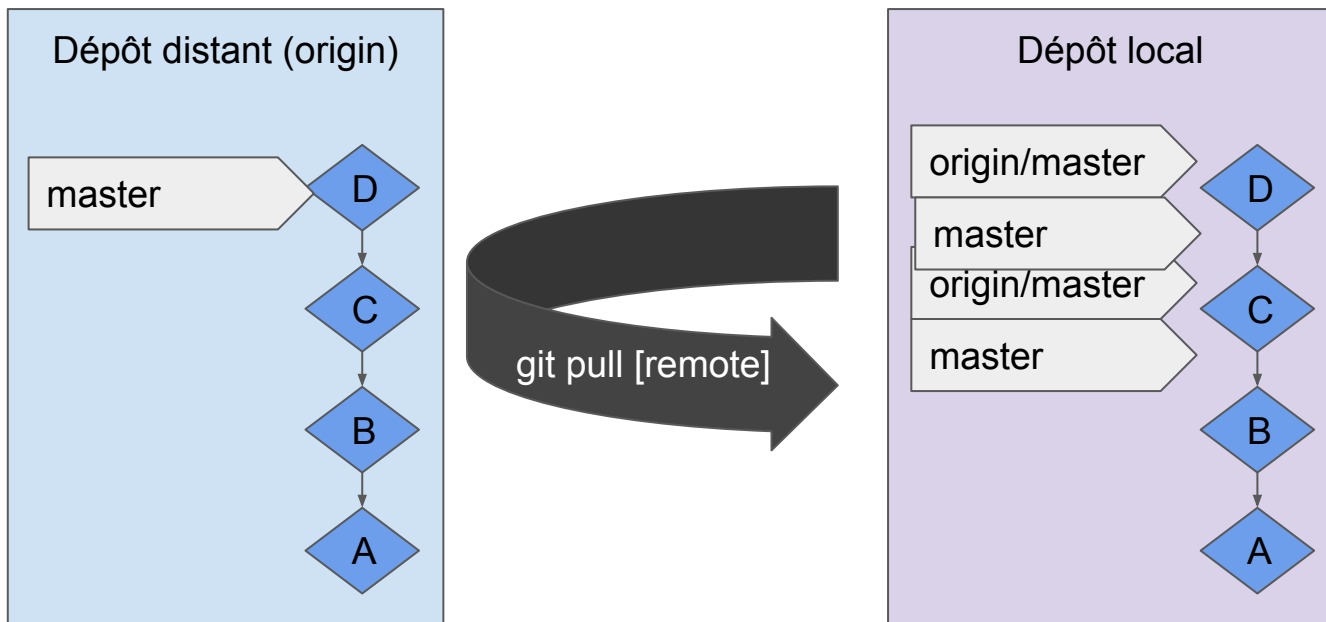 Dépôt distant (origin)
master
D
C
B
A
git pull [remote]
Dépôt local
origin/master
D
master
origin/master
C
master
B
A